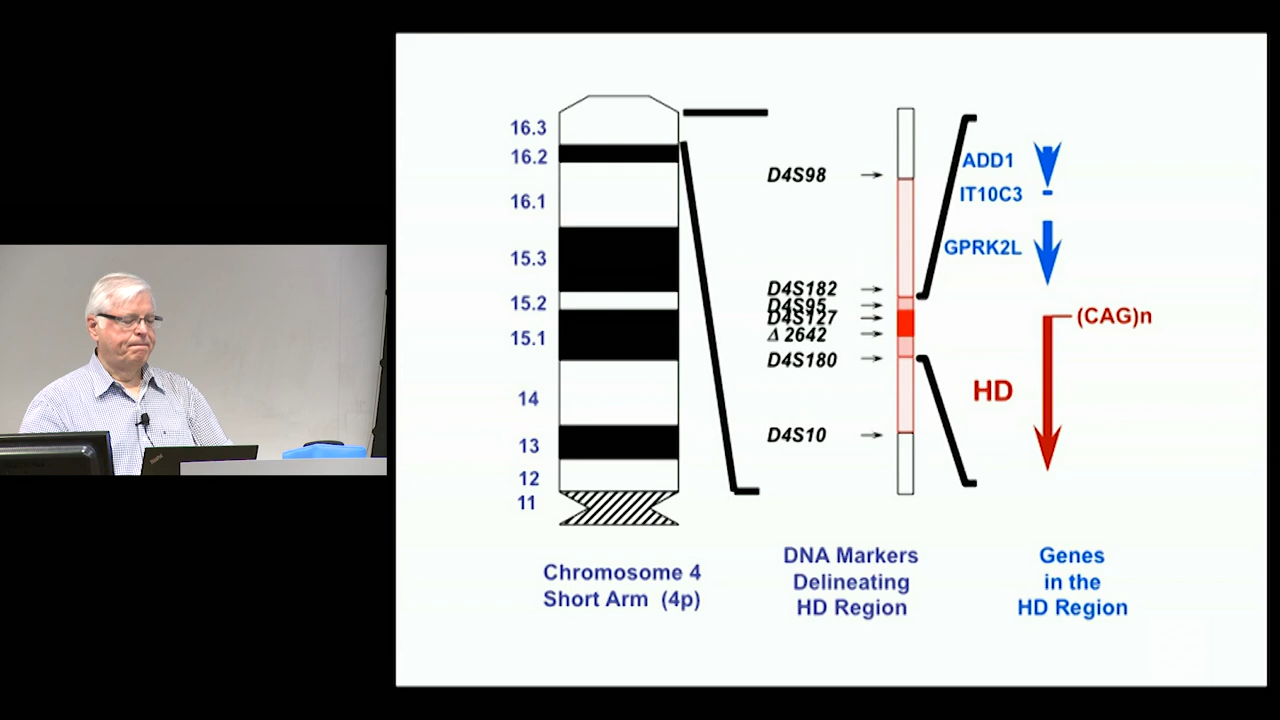 16.3
16.2
16.1
15.3
15.2
15.1
14
13
12
11
Chromosome 4
Short Arm (4p)
D4S98
D4S182
D4S95
D4S127
Δ 2642
D4S180
D4S10
DNA Markers
Delineating
HD Region
ADD1
IT10C3
GPRK2L
(CAG)n
HD
Genes
in the
HD Region